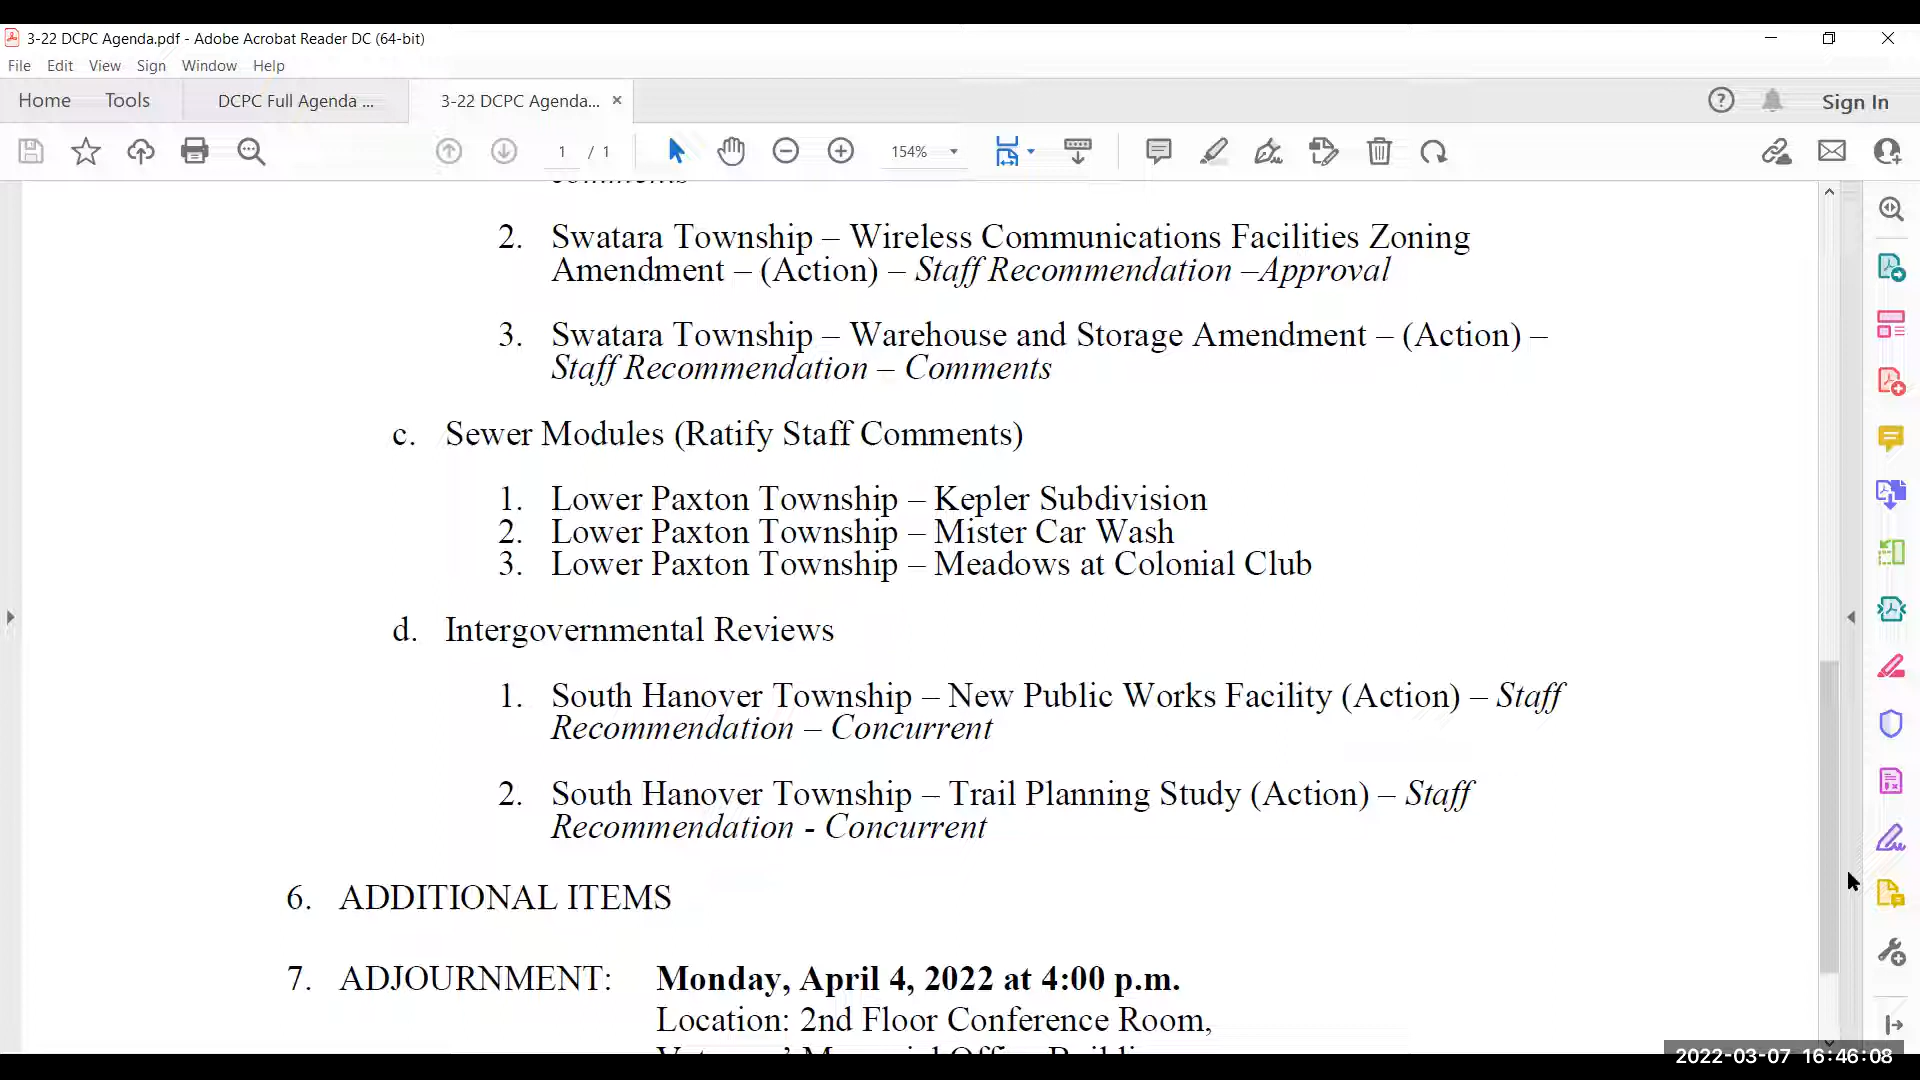 3-22 DCPC Agenda.pdf - Adobe Acrobat Reader DC (64-bit)
File Edit View Sign Window Help
Home Tools DCPC Full Agenda ... 3-22 DCPC Agenda... × Sign In
1 / 1 154%
comments
2. Swatara Township – Wireless Communications Facilities Zoning
Amendment – (Action) – Staff Recommendation –Approval
3. Swatara Township – Warehouse and Storage Amendment – (Action) –
Staff Recommendation – Comments
c. Sewer Modules (Ratify Staff Comments)
1. Lower Paxton Township – Kepler Subdivision
2. Lower Paxton Township – Mister Car Wash
3. Lower Paxton Township – Meadows at Colonial Club
d. Intergovernmental Reviews
1. South Hanover Township – New Public Works Facility (Action) – Staff
Recommendation – Concurrent
2. South Hanover Township – Trail Planning Study (Action) – Staff
Recommendation - Concurrent
6. ADDITIONAL ITEMS
7. ADJOURNMENT: Monday, April 4, 2022 at 4:00 p.m.
Location: 2nd Floor Conference Room,
2022-03-07 16:46:08